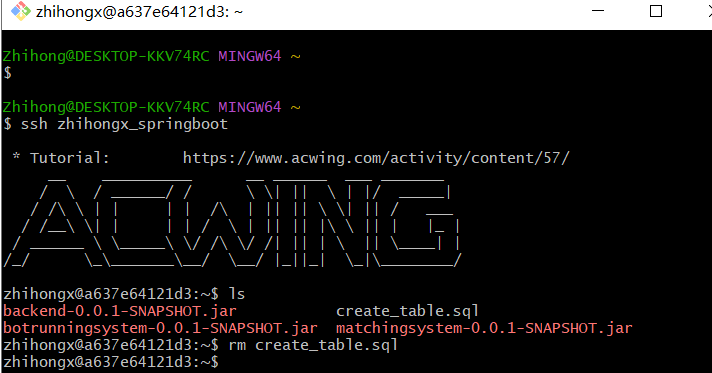 zhihongx@a637e64121d3: ~
Zhihong@DESKTOP-KKV74RC MINGW64 ~
$
Zhihong@DESKTOP-KKV74RC MINGW64 ~
$ ssh zhihongx_springboot
* Tutorial: https://www.acwing.com/activity/content/57/
ACWING
zhihongx@a637e64121d3:~$ ls
backend-0.0.1-SNAPSHOT.jar create_table.sql
botrunningsystem-0.0.1-SNAPSHOT.jar matchingsystem-0.0.1-SNAPSHOT.jar
zhihongx@a637e64121d3:~$ rm create_table.sql
zhihongx@a637e64121d3:~$